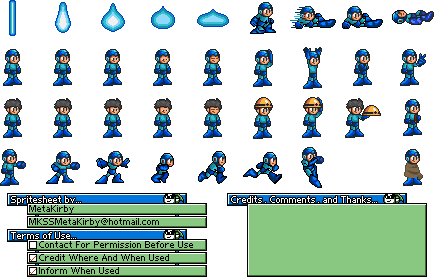 Spritesheet by...
MetaKirby
MKSSMetaKirby@hotmail.com
Terms of Use...
Contact For Permission Before Use
Credit Where And When Used
Inform When Used
Credits, Comments, and Thanks...